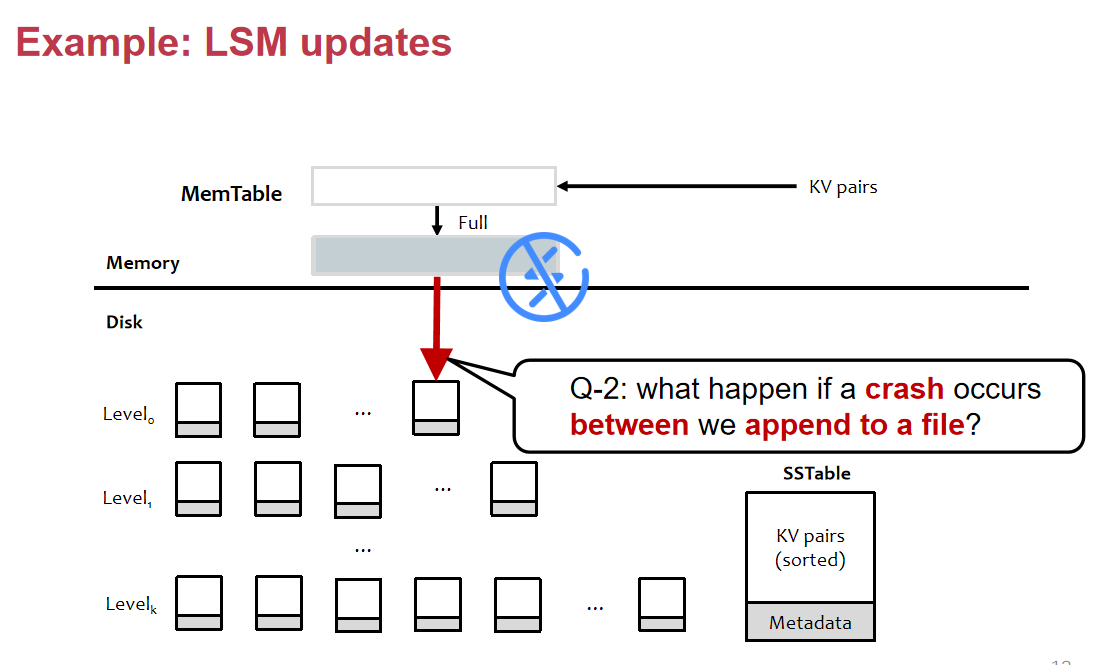 Example: LSM updates
MemTable
KV pairs
Full
Memory
Disk
Q-2: what happen if a crash occurs
between we append to a file?
Level₀
...
SSTable
Level₁
...
KV pairs
(sorted)
...
Levelₖ
...
Metadata